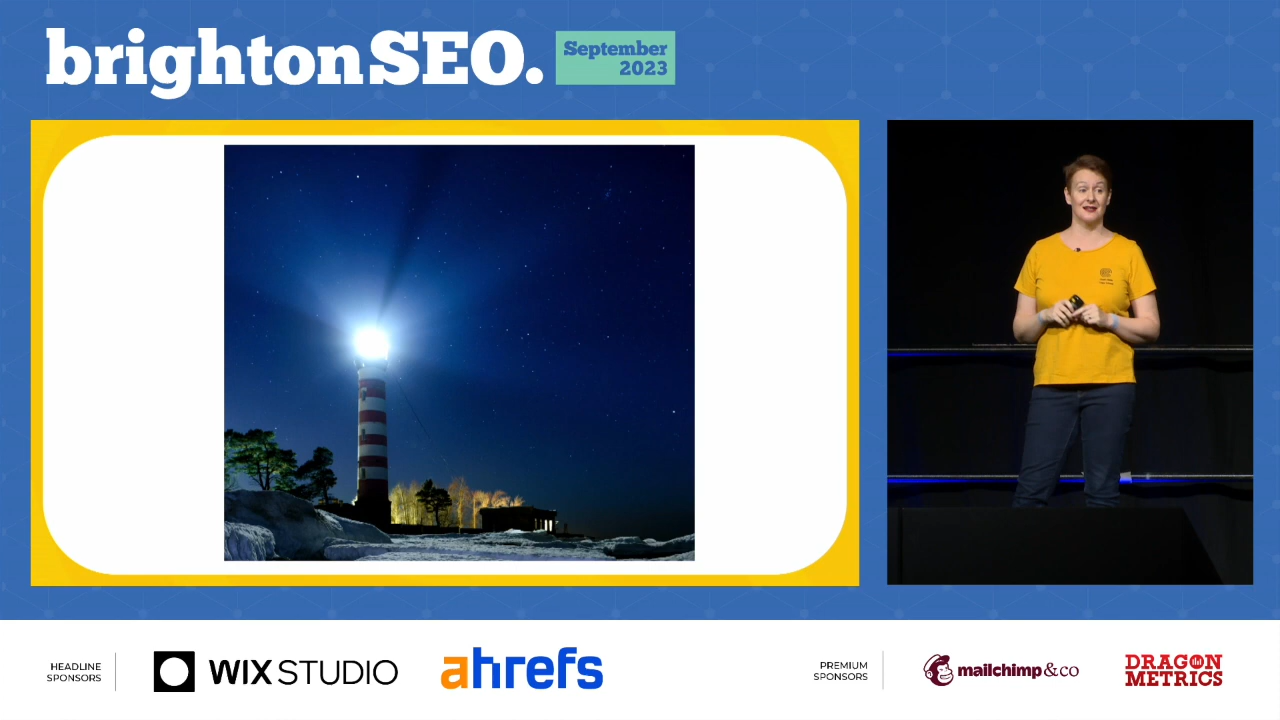 brightonSEO.
September
2023
HEADLINE
SPONSORS
WIX STUDIO
ahrefs
PREMIUM
SPONSORS
mailchimp&co
DRAGON
METRICS